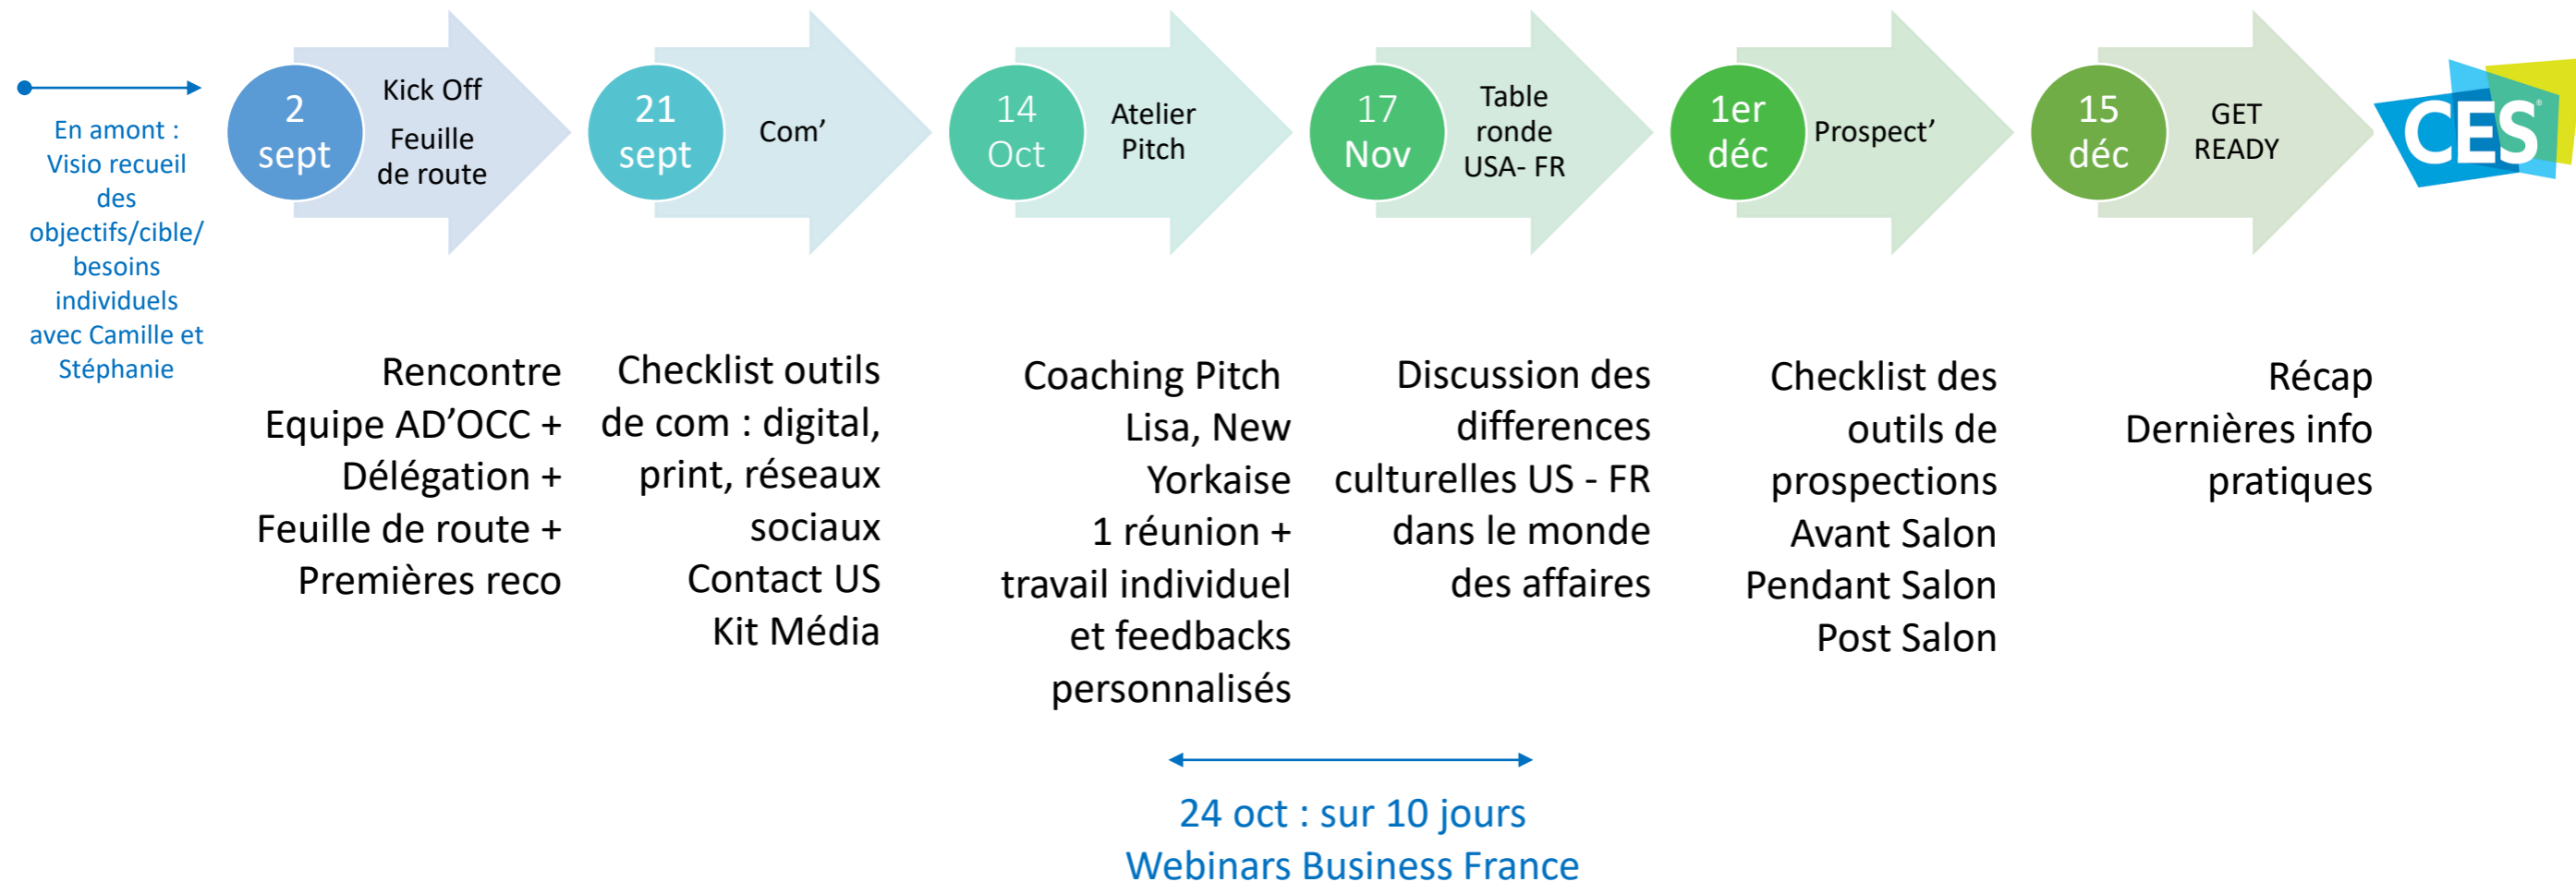 En amont :
Visio recueil
des
objectifs/cible/
besoins
individuels
avec Camille et
Stéphanie
2
sept
Kick Off
Feuille
de route
21
sept
Com’
14
Oct
Atelier
Pitch
17
Nov
Table
ronde
USA- FR
1er
déc
Prospect’
15
déc
GET
READY
CES®
Rencontre
Equipe AD’OCC +
Délégation +
Feuille de route +
Premières reco
Checklist outils
de com : digital,
print, réseaux
sociaux
Contact US
Kit Média
Coaching Pitch
Lisa, New
Yorkaise
1 réunion +
travail individuel
et feedbacks
personnalisés
Discussion des
differences
culturelles US - FR
dans le monde
des affaires
Checklist des
outils de
prospections
Avant Salon
Pendant Salon
Post Salon
Récap
Dernières info
pratiques
24 oct : sur 10 jours
Webinars Business France